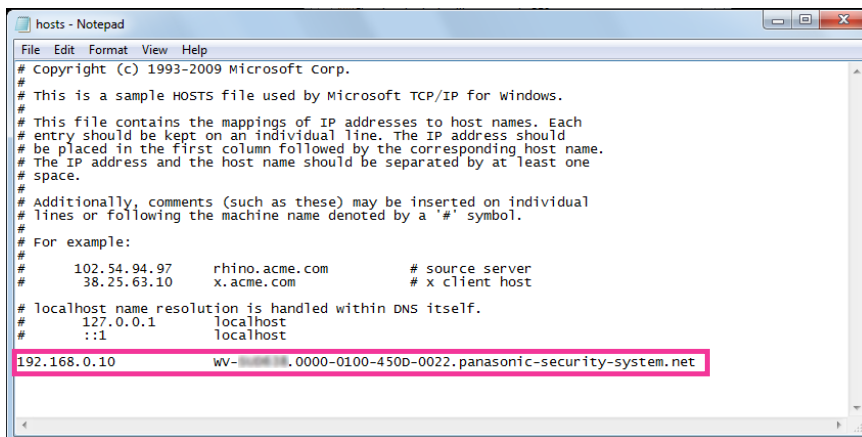 hosts - Notepad
File Edit Format View Help
# Copyright (c) 1993-2009 Microsoft Corp.
#
# This is a sample HOSTS file used by Microsoft TCP/IP for Windows.
#
# This file contains the mappings of IP addresses to host names. Each
# entry should be kept on an individual line. The IP address should
# be placed in the first column followed by the corresponding host name.
# The IP address and the host name should be separated by at least one
# space.
#
# Additionally, comments (such as these) may be inserted on individual
# lines or following the machine name denoted by a '#' symbol.
#
# For example:
#
# 102.54.94.97 rhino.acme.com # source server
# 38.25.63.10 x.acme.com # x client host
# localhost name resolution is handled within DNS itself.
# 127.0.0.1 localhost
# ::1 localhost
192.168.0.10 WV- .0000-0100-450D-0022.panasonic-security-system.net